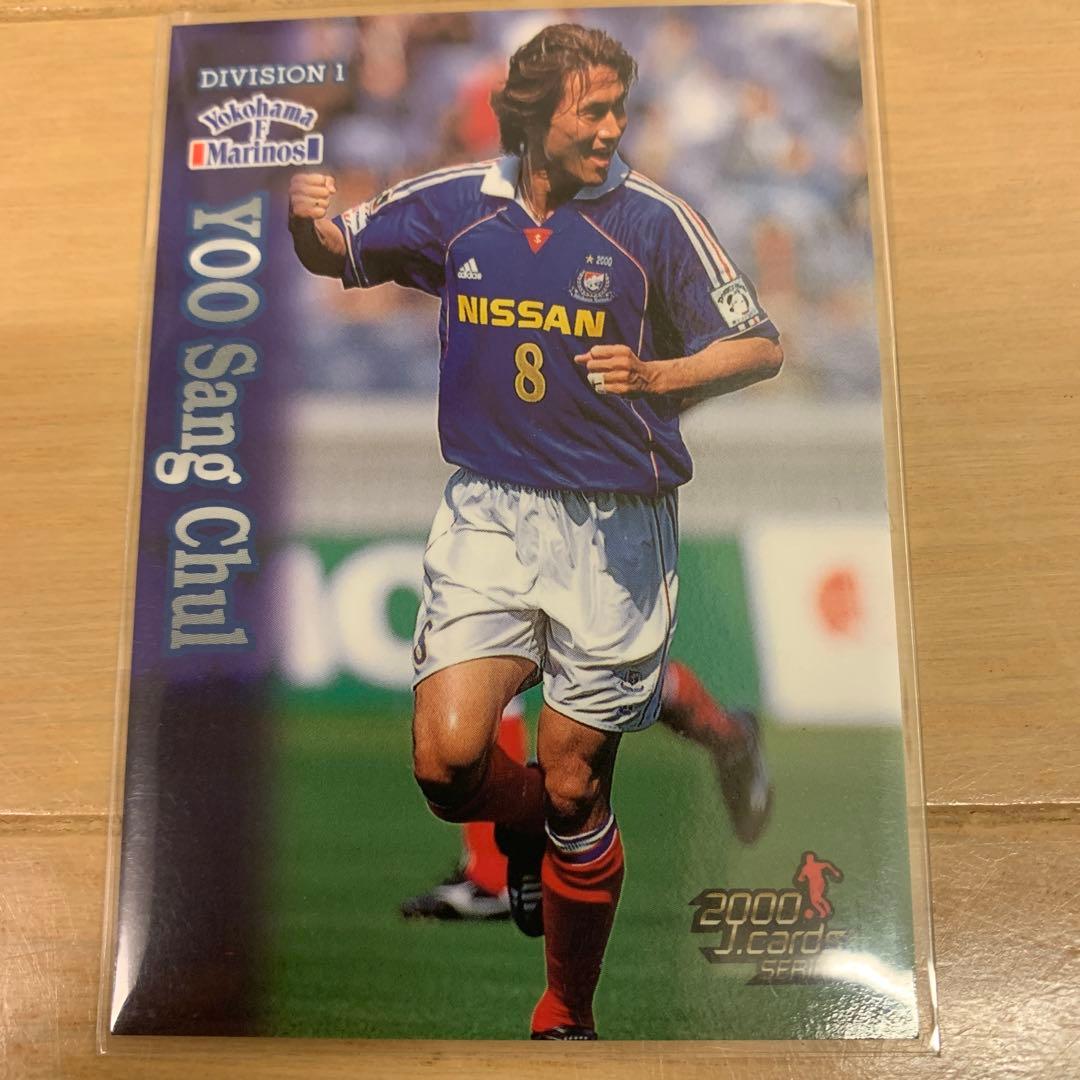 DIVISION 1
Yokohama
F
Marinos
YOO Sang Chul
adidas
★ 2000
NISSAN
8
2000
J.cards